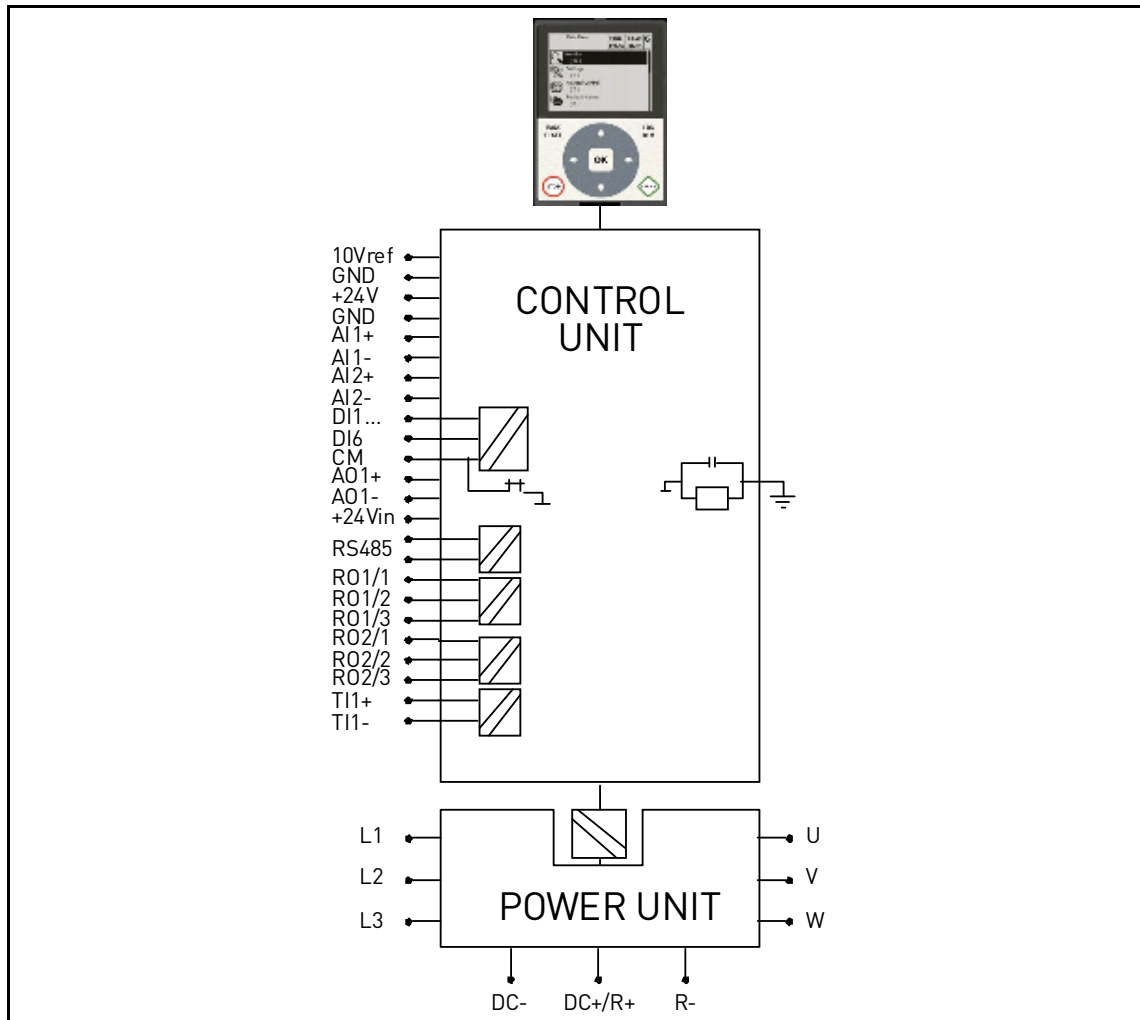 OK
CONTROL
UNIT
10Vref
GND
+24V
GND
AI1+
AI1-
AI2+
AI2-
DI1...
DI6
CM
AO1+
AO1-
+24Vin
RS485
RO1/1
RO1/2
RO1/3
RO2/1
RO2/2
RO2/3
TI1+
TI1-
L1
L2
L3
POWER UNIT
U
V
W
DC-
DC+/R+
R-